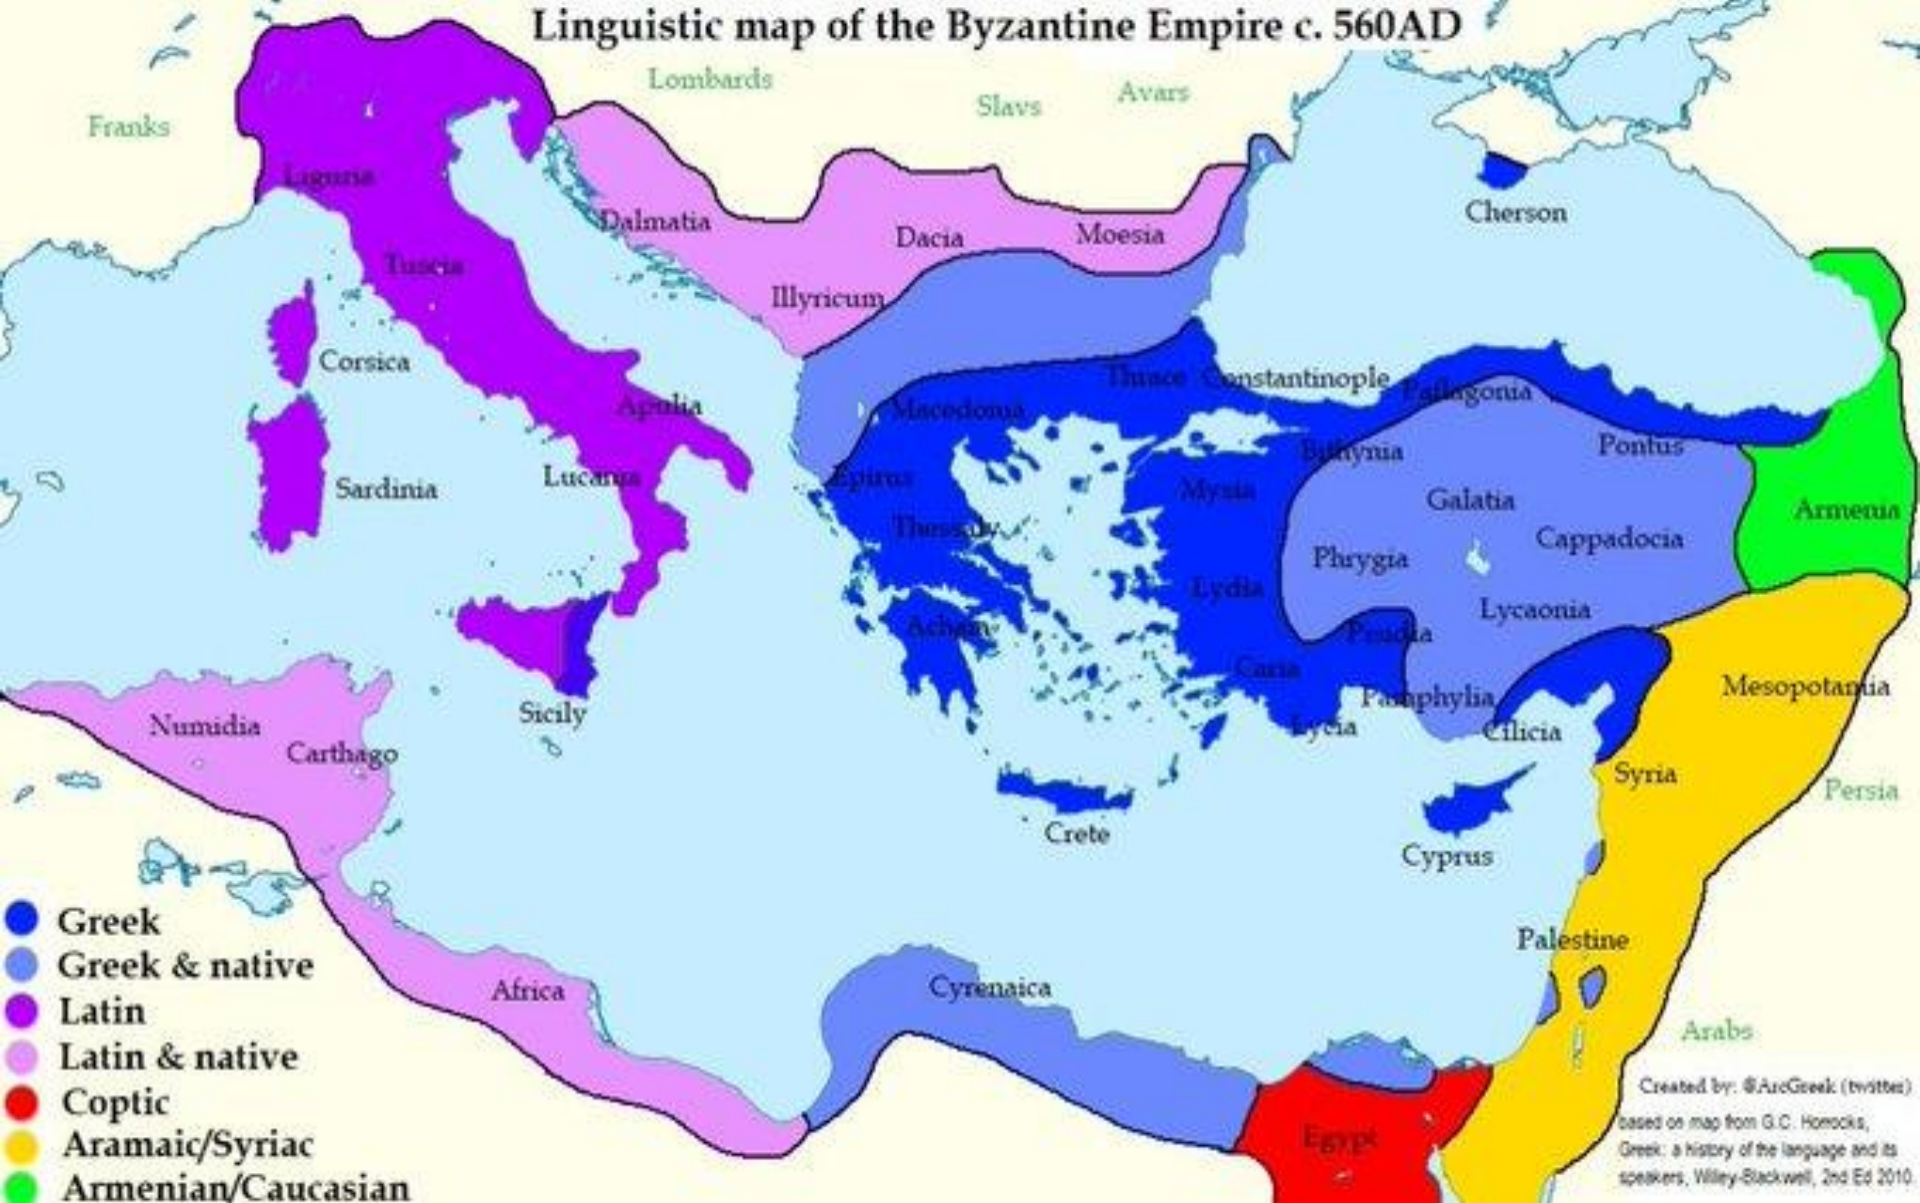 Linguistic map of the Byzantine Empire c. 560AD
Lombards
Slavs
Avars
Franks
Liguria
Dalmatia
Dacia
Moesia
Cherson
Tuscia
Illyricum
Corsica
Apulia
Thrace
Constantinople
Paflagonia
Macedonia
Bithynia
Pontus
Sardinia
Lucania
Epirus
Mysia
Galatia
Armenia
Thessaly
Phrygia
Cappadocia
Lydia
Lycaonia
Achaia
Caria
Pamphylia
Mesopotamia
Sicily
Numidia
Carthago
Lycia
Cilicia
Syria
Persia
Crete
Cyprus
Palestine
Africa
Cyrenaica
Arabs
Egypt
Greek
Greek & native
Latin
Latin & native
Coptic
Aramaic/Syriac
Armenian/Caucasian
Created by: @ArcGreek (twitter)
based on map from G.C. Horrocks,
Greek: a history of the language and its
speakers, Willey-Blackwell, 2nd Ed 2010.